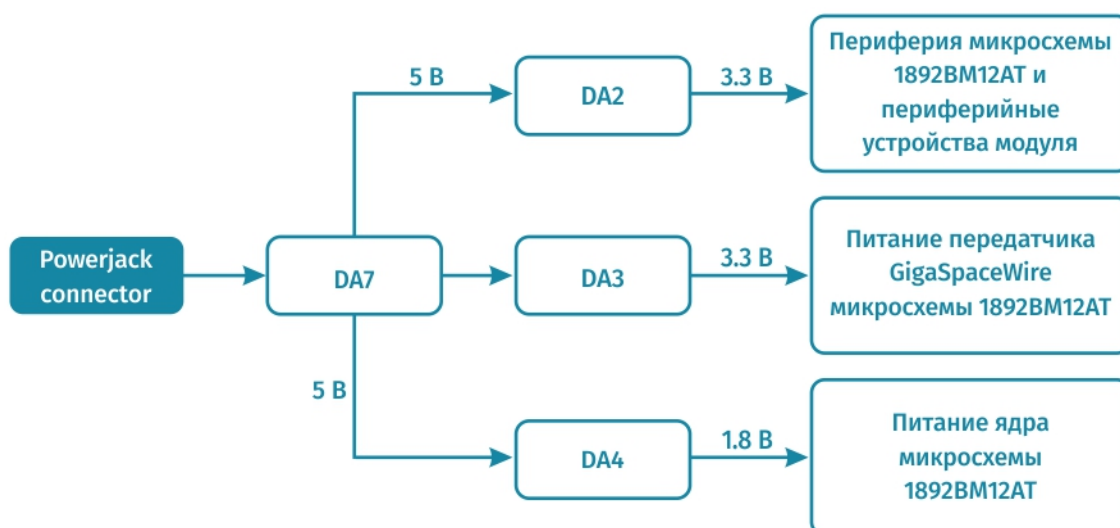 Powerjack
connector
DA7
5 В
DA2
3.3 В
Периферия микросхемы
1892ВМ12АТ и
периферийные
устройства модуля
DA3
3.3 В
Питание передатчика
GigaSpaceWire
микросхемы 1892ВМ12АТ
5 В
DA4
1.8 В
Питание ядра
микросхемы
1892ВМ12АТ